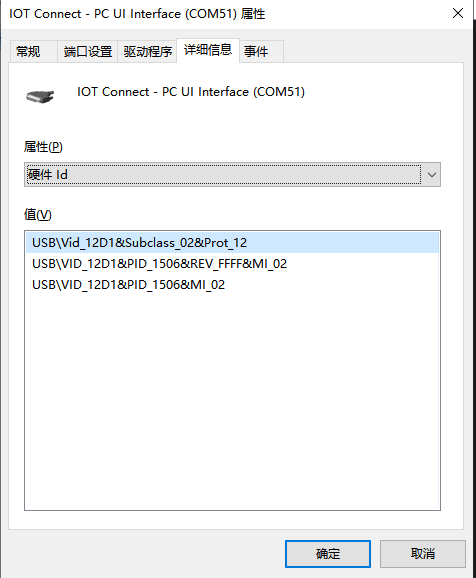 IOT Connect - PC UI Interface (COM51) 属性
常规 端口设置 驱动程序 详细信息 事件
IOT Connect - PC UI Interface (COM51)
属性(P)
硬件 Id
值(V)
USB\Vid_12D1&Subclass_02&Prot_12
USB\VID_12D1&PID_1506&REV_FFFF&MI_02
USB\VID_12D1&PID_1506&MI_02
确定 取消